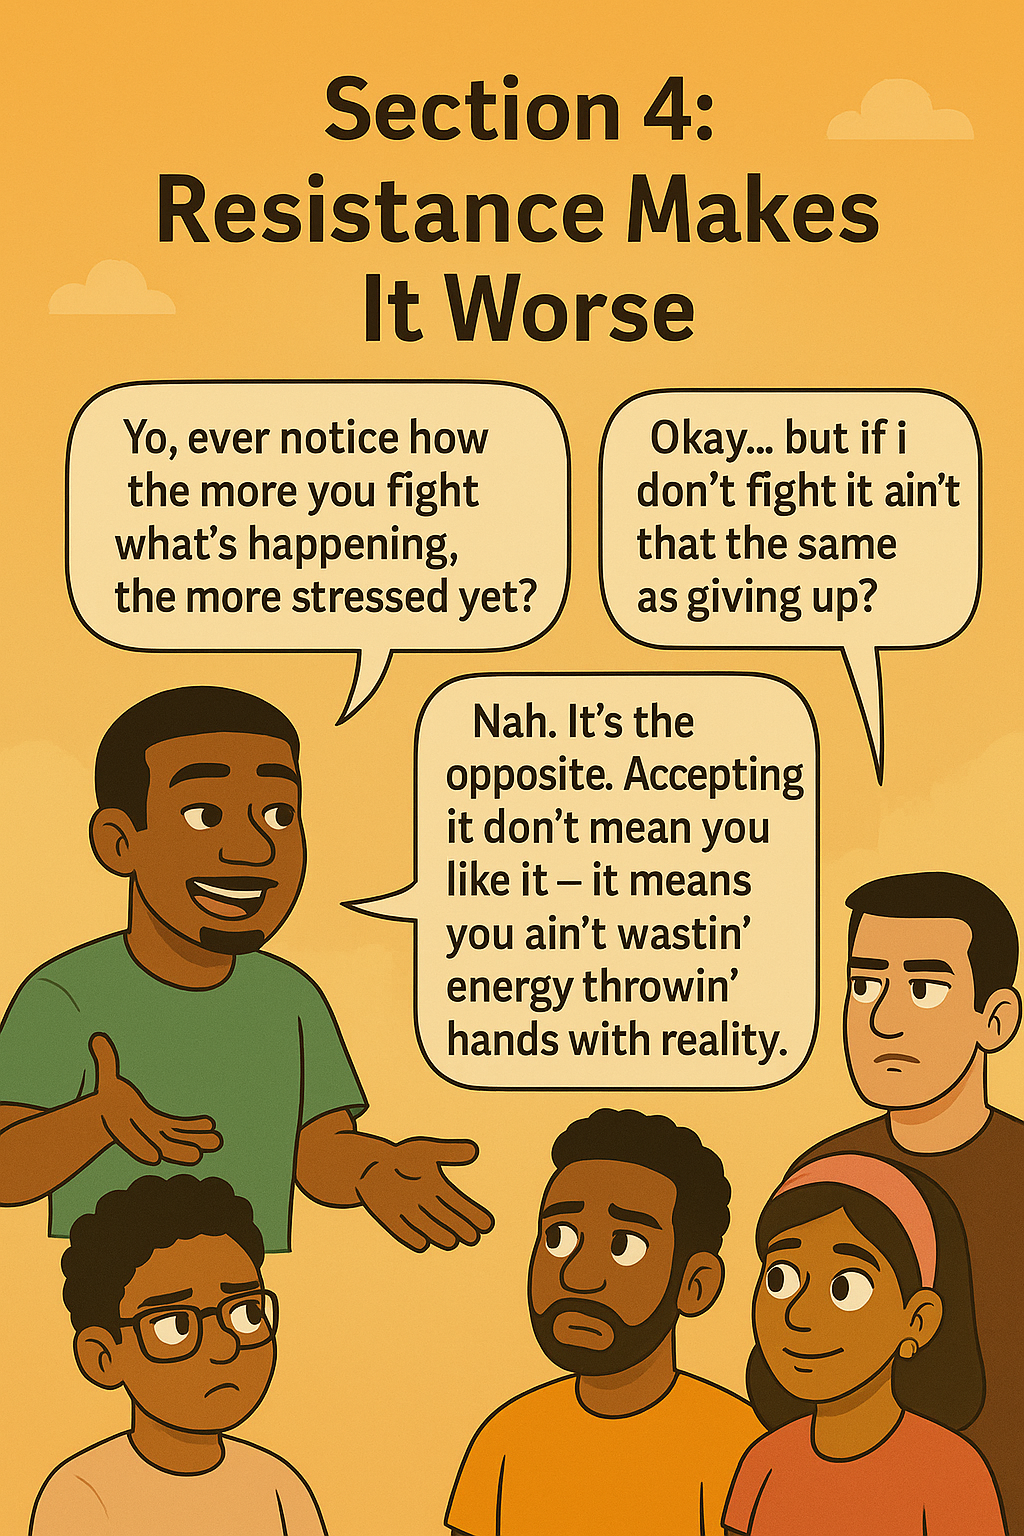 Section 4:
Resistance Makes
It Worse
Yo, ever notice how
the more you fight
what's happening,
the more stressed yet?
Okay... but if i
don't fight it ain't
that the same
as giving up?
Nah. It's the
opposite. Accepting
it don't mean you
like it – it means
you ain't wastin'
energy throwin'
hands with reality.